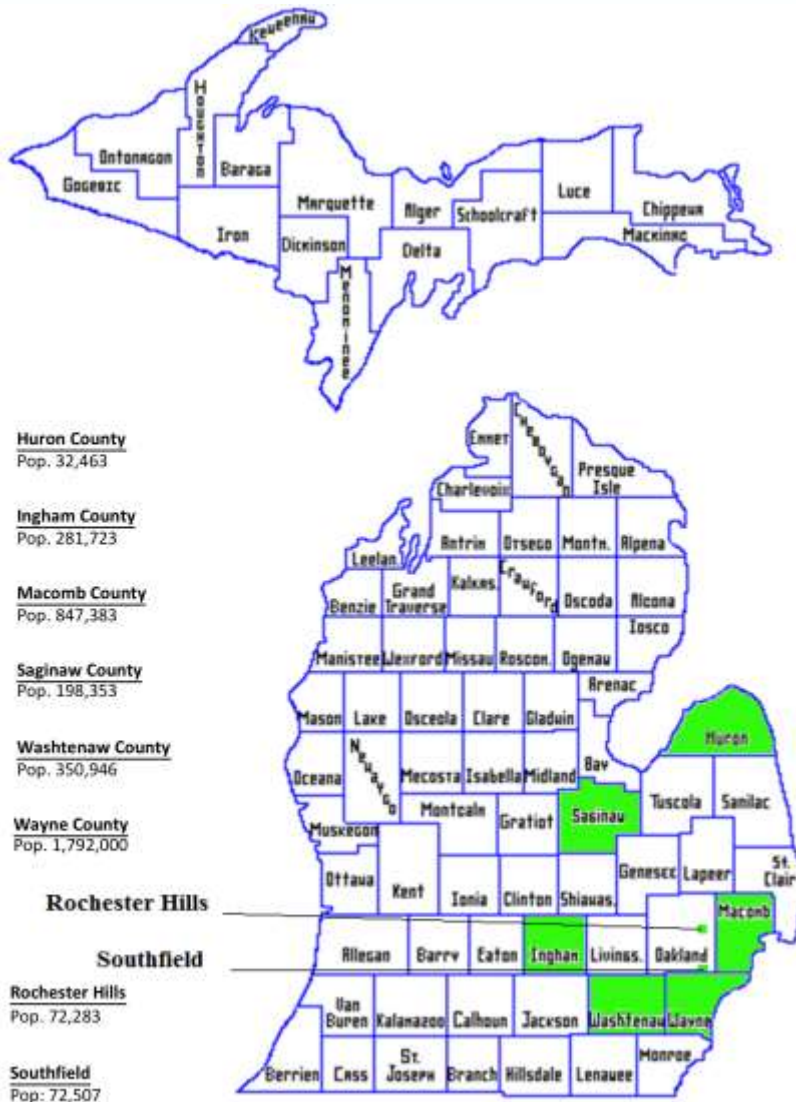 Keweenaw
Houghton
Ontonagon
Baraga
Gogebic
Marquette
Luce
Alger
Schoolcraft
Chippewa
Iron
Dickinson
Delta
Mackinac
Menominee
Huron County
Pop. 32,463
Ingham County
Pop. 281,723
Macomb County
Pop. 847,383
Saginaw County
Pop. 198,353
Washtenaw County
Pop. 350,946
Wayne County
Pop. 1,792,000
Rochester Hills
Southfield
Rochester Hills
Pop. 72,283
Southfield
Pop: 72,507
Emmet
Cheboygan
Presque
Isle
Charlevoix
Antrim
Otsego
Montm.
Alpena
Leelan.
Kalkas.
Crawford
Grand
Traverse
Benzie
Oscoda
Alcona
Iosco
Manistee
Wexford
Missau
Roscon.
Ogemaw
Arenac
Mason
Lake
Osceola
Clare
Gladwin
Huron
Bay
Oceana
Newaygo
Mecosta
Isabella
Midland
Tuscola
Sanilac
Saginaw
Montcalm
Gratiot
Muskegon
Genesee
Lapeer
St.
Clair
Ottawa
Kent
Ionia
Clinton
Shiawas.
Macomb
Allegan
Barry
Eaton
Ingham
Livings.
Oakland
Van
Buren
Kalamazoo
Calhoun
Jackson
Washtenaw
Wayne
Berrien
Cass
St.
Joseph
Branch
Hillsdale
Lenawee
Monroe